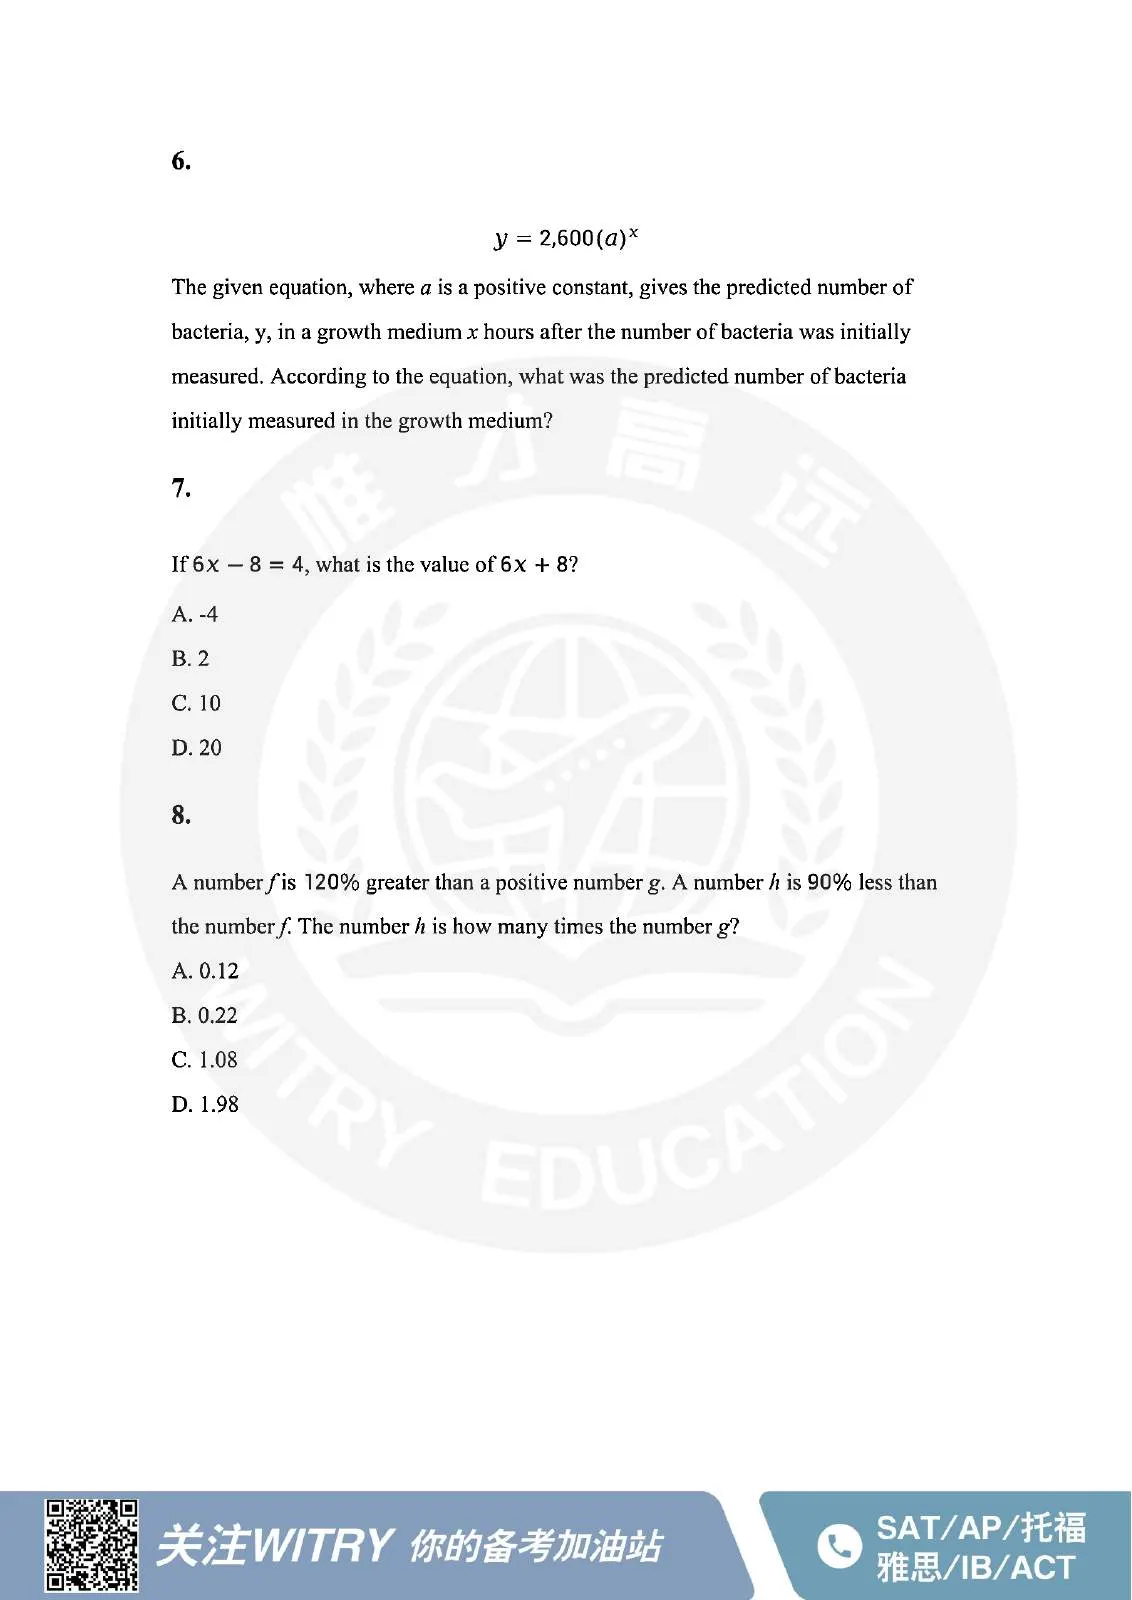 6.
y = 2,600(a)^x
The given equation, where a is a positive constant, gives the predicted number of
bacteria, y, in a growth medium x hours after the number of bacteria was initially
measured. According to the equation, what was the predicted number of bacteria
initially measured in the growth medium?
7.
If 6x − 8 = 4, what is the value of 6x + 8?
A. -4
B. 2
C. 10
D. 20
8.
A number f is 120% greater than a positive number g. A number h is 90% less than
the number f. The number h is how many times the number g?
A. 0.12
B. 0.22
C. 1.08
D. 1.98
惟才高远
WITRY EDUCATION
关注WITRY 你的备考加油站
SAT/AP/托福
雅思/IB/ACT